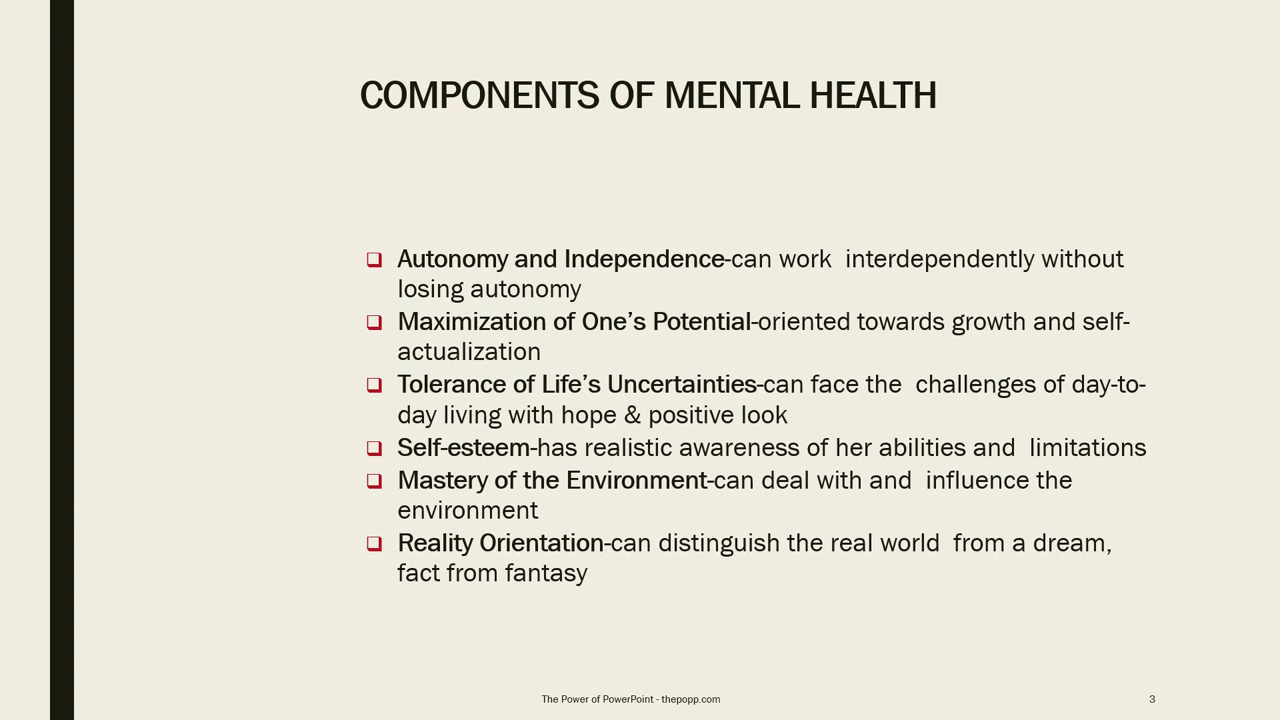 COMPONENTS OF MENTAL HEALTH
❑ Autonomy and Independence-can work  interdependently without
losing autonomy
❑ Maximization of One’s Potential-oriented towards growth and self-
actualization
❑ Tolerance of Life’s Uncertainties-can face the  challenges of day-to-
day living with hope & positive look
❑ Self-esteem-has realistic awareness of her abilities and  limitations
❑ Mastery of the Environment-can deal with and  influence the
environment
❑ Reality Orientation-can distinguish the real world  from a dream,
fact from fantasy
The Power of PowerPoint - thepopp.com
3